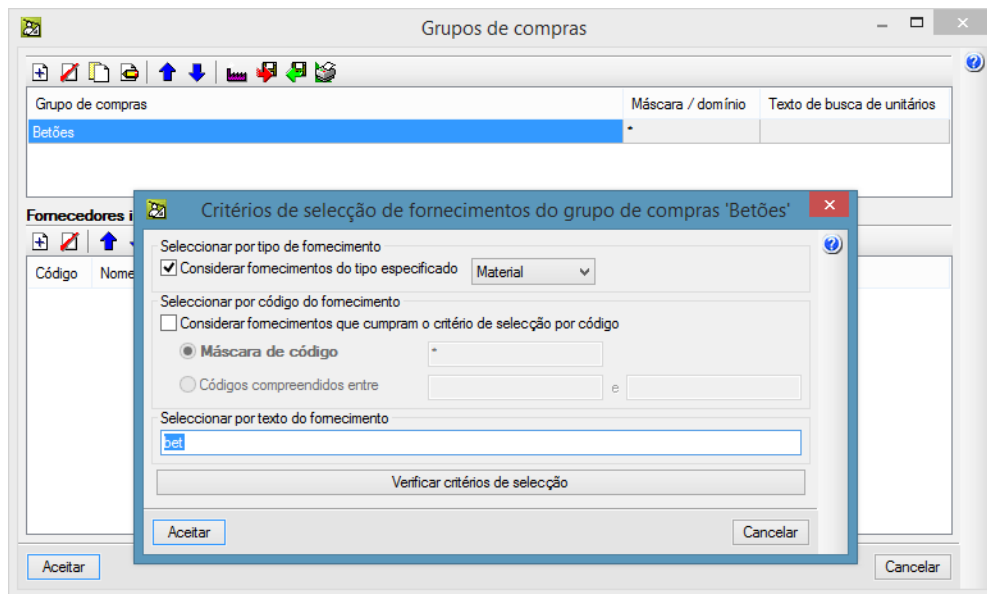 Grupos de compras
Grupo de compras Máscara / domínio Texto de busca de unitários
Betões *
Fornecedores i
Código Nome
Critérios de selecção de fornecimentos do grupo de compras 'Betões'
Seleccionar por tipo de fornecimento
Considerar fornecimentos do tipo especificado Material
Seleccionar por código do fornecimento
Considerar fornecimentos que cumpram o critério de selecção por código
Máscara de código *
Códigos compreendidos entre e
Seleccionar por texto do fornecimento
bet
Verificar critérios de selecção
Aceitar Cancelar
Aceitar Cancelar